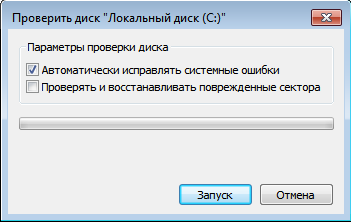 Проверить диск "Локальный диск (C:)"
Параметры проверки диска
Автоматически исправлять системные ошибки
Проверять и восстанавливать поврежденные сектора
Запуск
Отмена